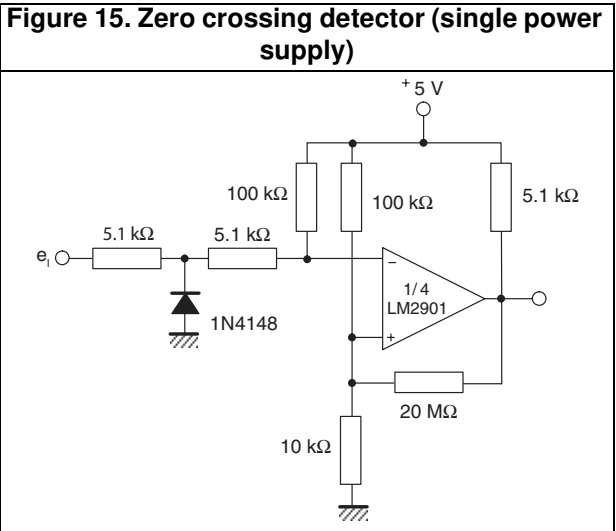 Figure 15. Zero crossing detector (single power
supply)
+ 5 V
100 kΩ
100 kΩ
5.1 kΩ
5.1 kΩ
5.1 kΩ
eI
1N4148
−
1/4
LM2901
+
20 MΩ
10 kΩ